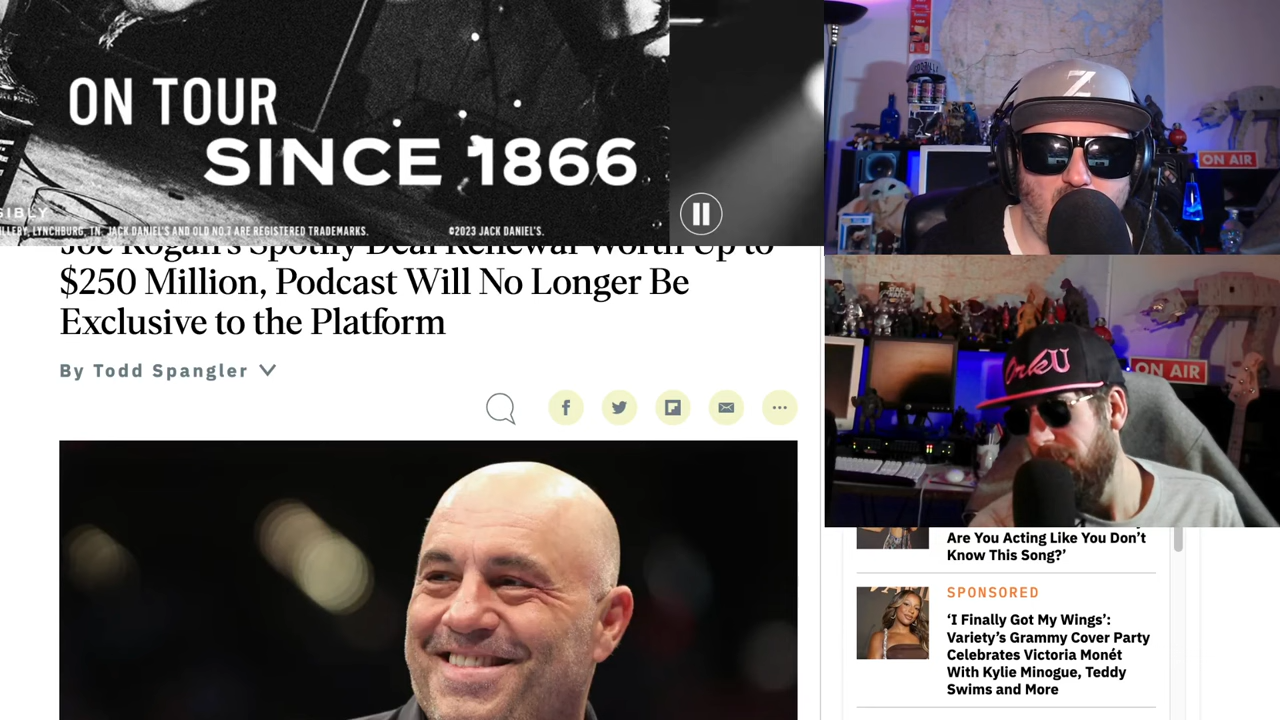 ON TOUR
SINCE 1866
SIBLY
LYNCHBURG, TN. JACK DANIEL'S AND OLD NO.7 ARE REGISTERED TRADEMARKS.
©2023 JACK DANIEL'S.
Joe Rogan's Spotify Deal Renewal Worth Up to
$250 Million, Podcast Will No Longer Be
Exclusive to the Platform
By Todd Spangler
Z
ON AIR
OrkU
ON AIR
Are You Acting Like You Don't
Know This Song?'
SPONSORED
'I Finally Got My Wings':
Variety's Grammy Cover Party
Celebrates Victoria Monét
With Kylie Minogue, Teddy
Swims and More